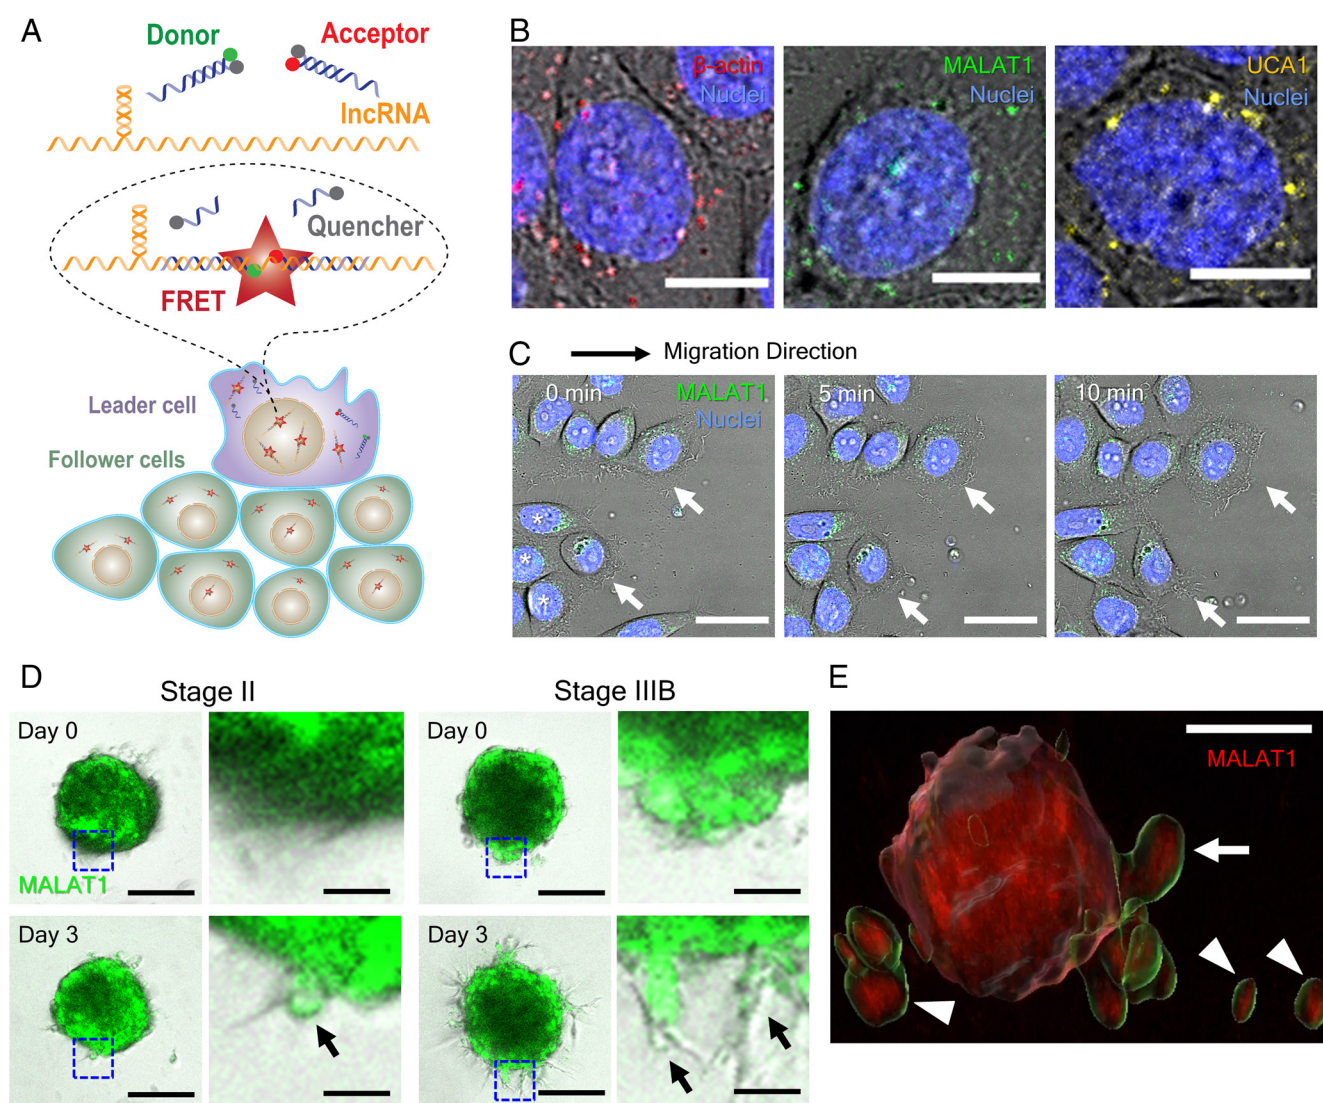 A
Donor
Acceptor
lncRNA
Quencher
FRET
Leader cell
Follower cells
B
β-actin
Nuclei
MALAT1
Nuclei
UCA1
Nuclei
C
Migration Direction
0 min
MALAT1
Nuclei
5 min
10 min
*
*
*
D
Stage II
Stage IIIB
Day 0
MALAT1
Day 0
Day 3
Day 3
E
MALAT1